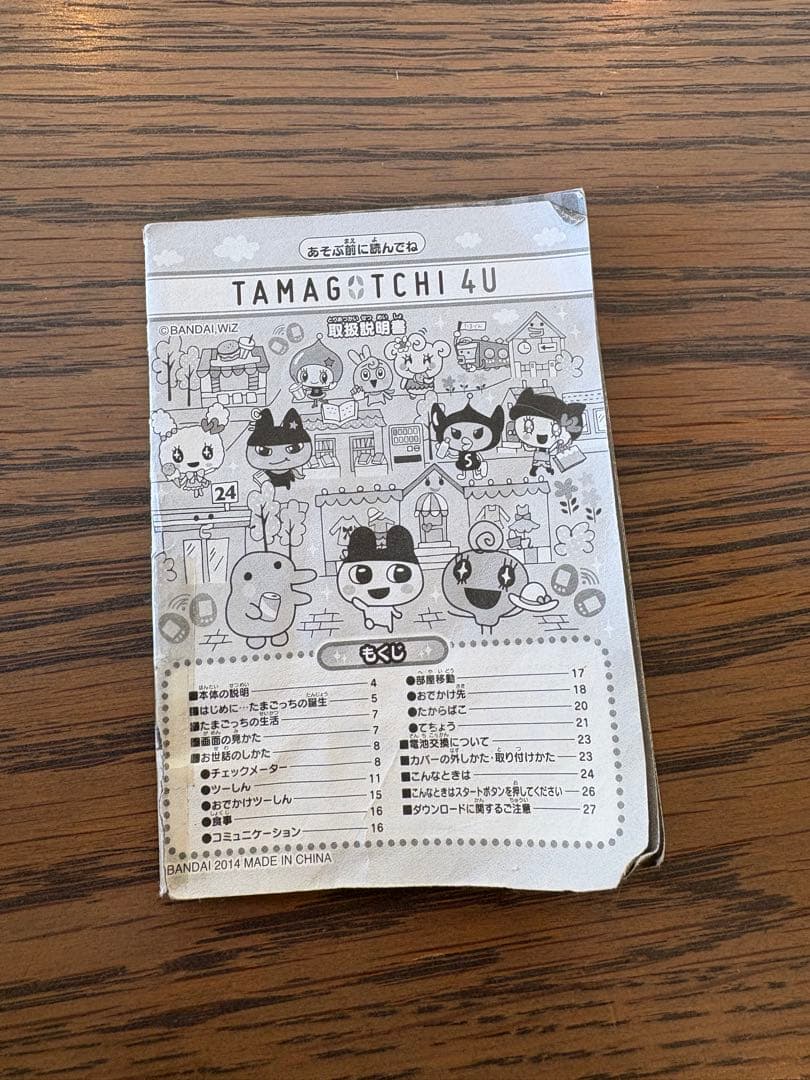 あそぶ前に読んでね
TAMAGOTCHI 4U
©BANDAI,WiZ
取扱説明書
24
S
もくじ
■本体の説明 4
■はじめに…たまごっちの誕生 5
■たまごっちの生活 7
■画面の見かた 7
■お世話のしかた 8
●チェックメーター 8
●ツーしん 11
●おでかけツーしん 15
●食事 16
●コミュニケーション 16
●部屋移動 17
●おでかけ先 18
●たからばこ 20
●てちょう 21
■電池交換について 23
■カバーの外しかた・取り付けかた 23
■こんなときは 24
■こんなときはスタートボタンを押してください 26
■ダウンロードに関するご注意 27
BANDAI 2014 MADE IN CHINA